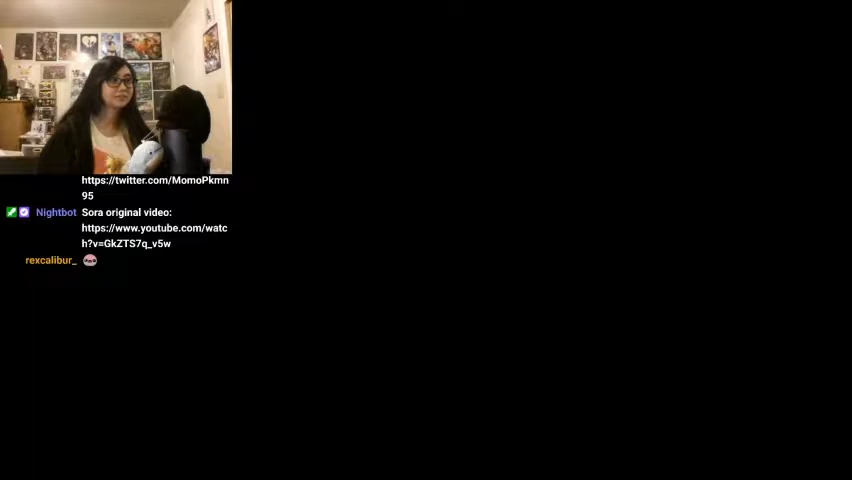 https://twitter.com/MomoPkmn
95
Nightbot Sora original video:
https://www.youtube.com/watc
h?v=GkZTS7q_v5w
rexcalibur_